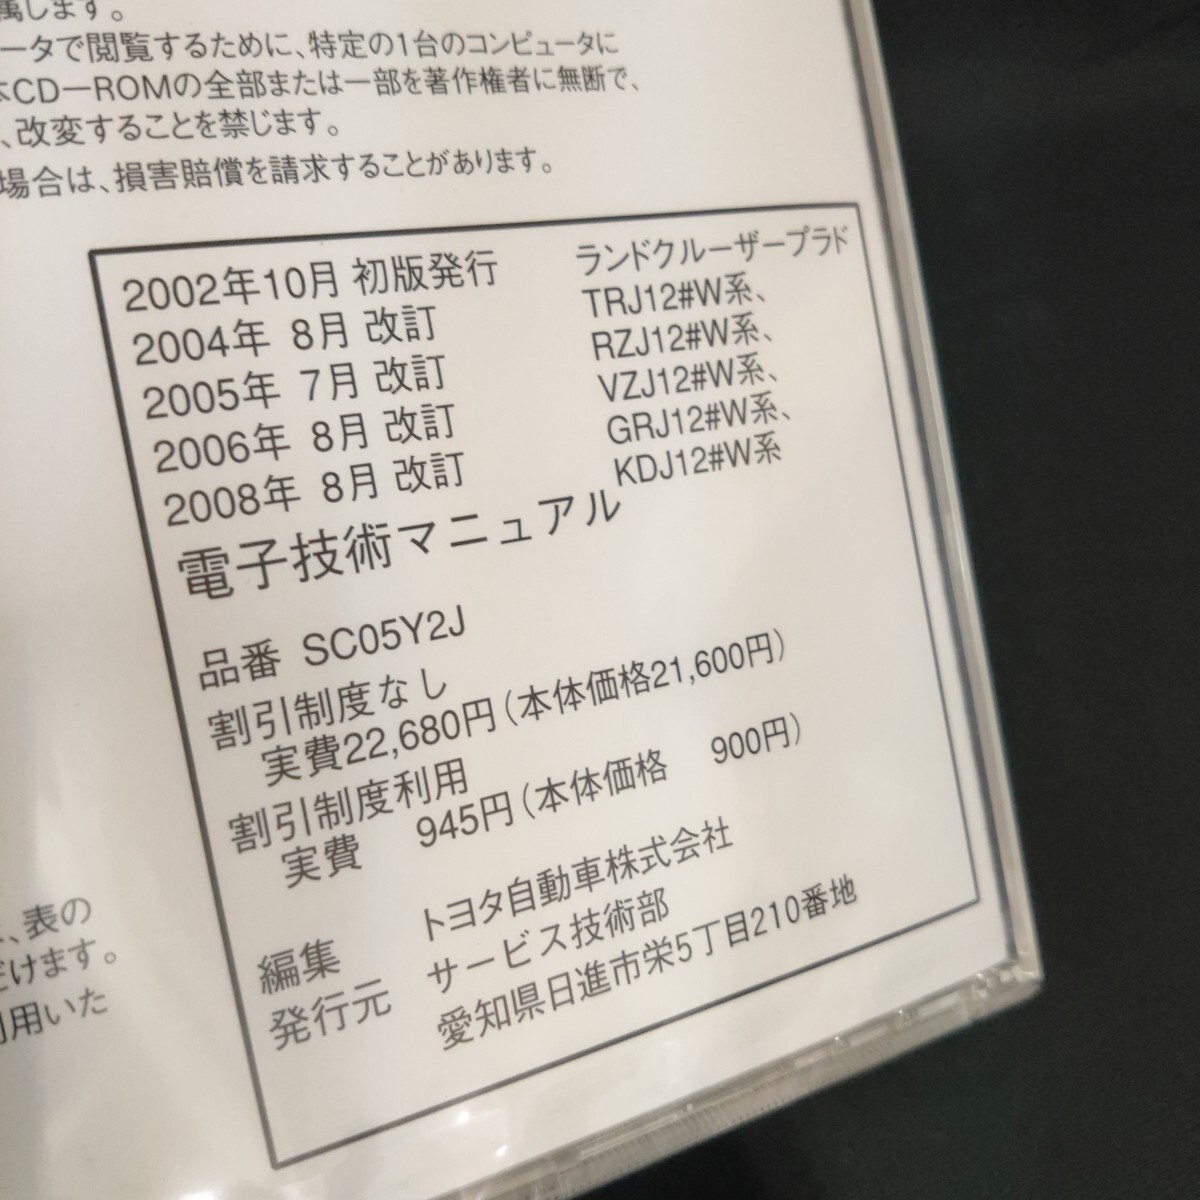 属します。
ータで閲覧するために、特定の1台のコンピュータに
本CD-ROMの全部または一部を著作権者に無断で、
、改変することを禁じます。
場合は、損害賠償を請求することがあります。
2002年10月 初版発行 ランドクルーザープラド
2004年 8月 改訂 TRJ12#W系、
2005年 7月 改訂 RZJ12#W系、
2006年 8月 改訂 VZJ12#W系、
2008年 8月 改訂 GRJ12#W系、
KDJ12#W系
電子技術マニュアル
品番 SC05Y2J
割引制度なし
実費22,680円(本体価格21,600円)
割引制度利用
実費 945円(本体価格 900円)
編集 トヨタ自動車株式会社
発行元 サービス技術部
愛知県日進市栄5丁目210番地
、表の
だけます。
利用いた